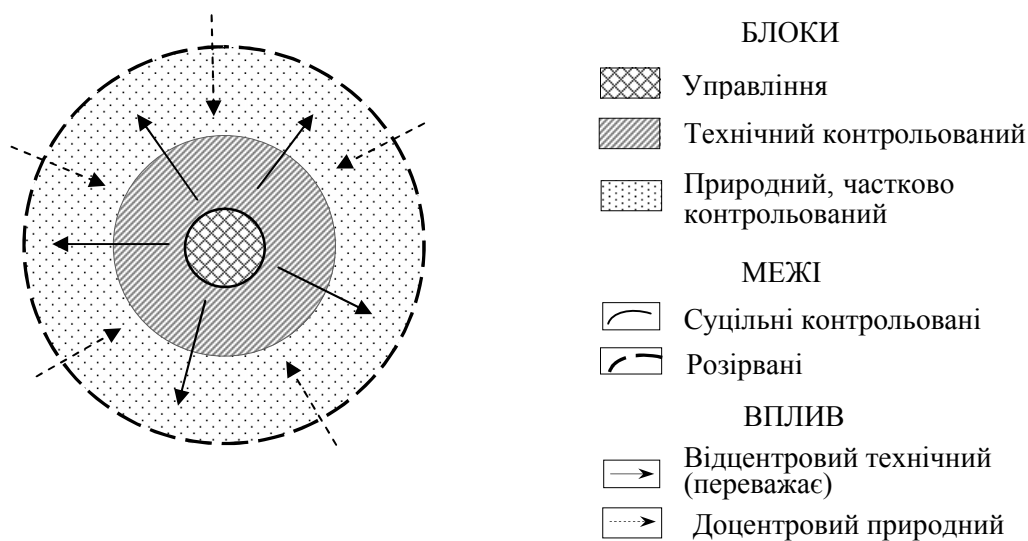 БЛОКИ
Управління
Технічний контрольований
Природний, частково
контрольований
МЕЖІ
Суцільні контрольовані
Розірвані
ВПЛИВ
Відцентровий технічний
(переважає)
Доцентровий природний